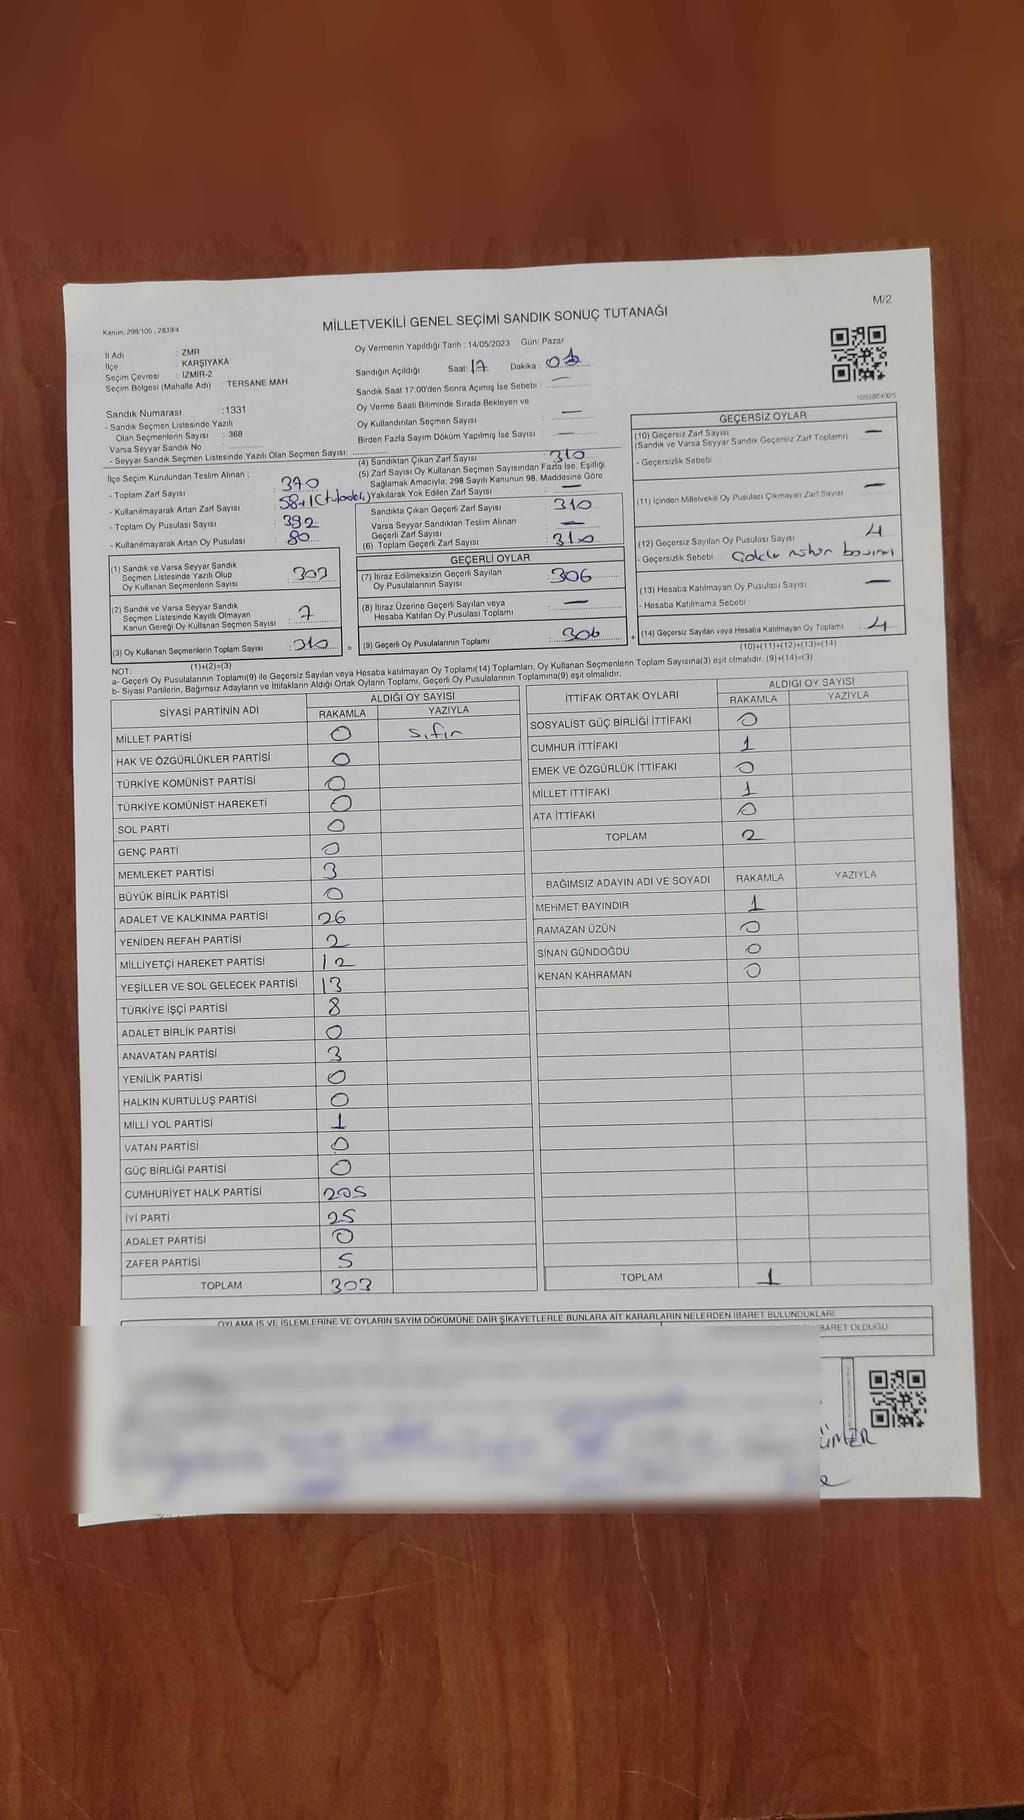 Kanun, 298/105 , 2839/4
M/2
MİLLETVEKİLİ GENEL SEÇİMİ SANDIK SONUÇ TUTANAĞI
İl Adı : ZMR
İlçe : KARŞIYAKA
Seçim Çevresi : IZMIR-2
Seçim Bölgesi (Mahalle Adı) : TERSANE MAH.
Oy Vermenin Yapıldığı Tarih : 14/05/2023 Gün: Pazar
Sandığın Açıldığı Saat: 17 Dakika :
Sandık Saat 17:00'den Sonra Açımış İse Sebebi : —
Oy Verme Saati Bitiminde Sırada Bekleyen ve
Oy Kullandırılan Seçmen Sayısı : —
Birden Fazla Sayım Döküm Yapılmış İse Sayısı : —
Sandık Numarası :1331
- Sandık Seçmen Listesinde Yazılı
Olan Seçmenlerin Sayısı : 368
Varsa Seyyar Sandık No :
- Seyyar Sandık Seçmen Listesinde Yazılı Olan Seçmen Sayısı:
İlçe Seçim Kurulundan Teslim Alınan ;
- Toplam Zarf Sayısı : 370
- Kullanılmayarak Artan Zarf Sayısı : 58+1
- Toplam Oy Pusulası Sayısı : 392
- Kullanılmayarak Artan Oy Pusulası : 80
(1) Sandık ve Varsa Seyyar Sandık
Seçmen Listesinde Yazılı Olup
Oy Kullanan Seçmenlerin Sayısı : 303
(2) Sandık ve Varsa Seyyar Sandık
Seçmen Listesinde Kayıtlı Olmayan
Kanun Gereği Oy Kullanan Seçmen Sayısı : 7
(3) Oy Kullanan Seçmenlerin Toplam Sayısı : 310
(1)+(2)=(3)
(4) Sandıktan Çıkan Zarf Sayısı : 310
(5) Zarf Sayısı Oy Kullanan Seçmen Sayısından Fazla İse, Eşitliği
Sağlamak Amacıyla; 298 Sayılı Kanunun 98. Maddesine Göre
Yakılarak Yok Edilen Zarf Sayısı : —
Sandıkta Çıkan Geçerli Zarf Sayısı : 310
Varsa Seyyar Sandıktan Teslim Alınan
Geçerli Zarf Sayısı : —
(6) Toplam Geçerli Zarf Sayısı : 310
GEÇERLİ OYLAR
(7) İtiraz Edilmeksizin Geçerli Sayılan
Oy Pusulalarının Sayısı : 306
(8) İtiraz Üzerine Geçerli Sayılan veya
Hesaba Katılan Oy Pusulası Toplamı : —
= (9) Geçerli Oy Pusulalarının Toplamı : 306 +
1093864925
GEÇERSİZ OYLAR
(10) Geçersiz Zarf Sayısı : —
(Sandık ve Varsa Seyyar Sandık Geçersiz Zarf Toplamı)
- Geçersizlik Sebebi :
(11) İçinden Milletvekili Oy Pusulası Çıkmayan Zarf Sayısı : —
(12) Geçersiz Sayılan Oy Pusulası Sayısı : 4
- Geçersizlik Sebebi :
(13) Hesaba Katılmayan Oy Pusulası Sayısı : —
- Hesaba Katılmama Sebebi :
(14) Geçersiz Sayılan veya Hesaba Katılmayan Oy Toplamı : 4
(10)+(11)+(12)+(13)=(14)
NOT:
a- Geçerli Oy Pusulalarının Toplamı(9) ile Geçersiz Sayılan veya Hesaba katılmayan Oy Toplamı(14) Toplamları, Oy Kullanan Seçmenlerin Toplam Sayısına(3) eşit olmalıdır. (9)+(14)=(3)
b- Siyasi Partilerin, Bağımsız Adayların ve İttifakların Aldığı Ortak Oyların Toplamı, Geçerli Oy Pusulalarının Toplamına(9) eşit olmalıdır.
SİYASİ PARTİNİN ADI ALDIĞI OY SAYISI
RAKAMLA YAZIYLA
MİLLET PARTİSİ 0 sıfır
HAK VE ÖZGÜRLÜKLER PARTİSİ 0
TÜRKİYE KOMÜNİST PARTİSİ 0
TÜRKİYE KOMÜNİST HAREKETİ 0
SOL PARTİ 0
GENÇ PARTİ 0
MEMLEKET PARTİSİ 3
BÜYÜK BİRLİK PARTİSİ 0
ADALET VE KALKINMA PARTİSİ 26
YENİDEN REFAH PARTİSİ 2
MİLLİYETÇİ HAREKET PARTİSİ 12
YEŞİLLER VE SOL GELECEK PARTİSİ 13
TÜRKİYE İŞÇİ PARTİSİ 8
ADALET BİRLİK PARTİSİ 0
ANAVATAN PARTİSİ 3
YENİLİK PARTİSİ 0
HALKIN KURTULUŞ PARTİSİ 0
MİLLİ YOL PARTİSİ 1
VATAN PARTİSİ 0
GÜÇ BİRLİĞİ PARTİSİ 0
CUMHURİYET HALK PARTİSİ 205
İYİ PARTİ 25
ADALET PARTİSİ 0
ZAFER PARTİSİ 5
TOPLAM 303
İTTİFAK ORTAK OYLARI ALDIĞI OY SAYISI
RAKAMLA YAZIYLA
SOSYALİST GÜÇ BİRLİĞİ İTTİFAKI 0
CUMHUR İTTİFAKI 1
EMEK VE ÖZGÜRLÜK İTTİFAKI 0
MİLLET İTTİFAKI 1
ATA İTTİFAKI 0
TOPLAM 2
BAĞIMSIZ ADAYIN ADI VE SOYADI RAKAMLA YAZIYLA
MEHMET BAYINDIR 1
RAMAZAN ÜZÜN 0
SİNAN GÜNDOĞDU 0
KENAN KAHRAMAN 0
TOPLAM 1
OYLAMA İŞ VE İŞLEMLERİNE VE OYLARIN SAYIM DÖKÜMÜNE DAİR ŞİKAYETLERLE BUNLARA AİT KARARLARIN NELERDEN İBARET BULUNDUKLARI
BARET OLDUĞU